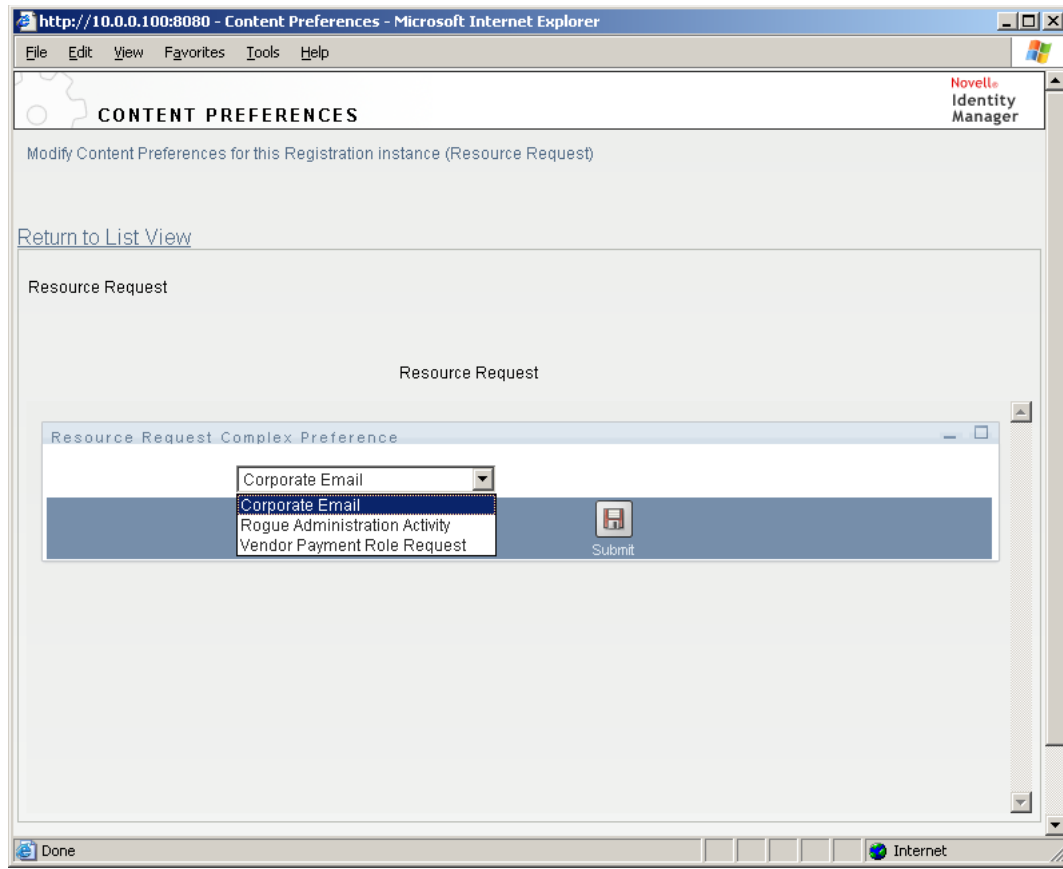 http://10.0.0.100:8080 - Content Preferences - Microsoft Internet Explorer
File Edit View Favorites Tools Help
Novell®
Identity
Manager
CONTENT PREFERENCES
Modify Content Preferences for this Registration instance (Resource Request)
Return to List View
Resource Request
Resource Request
Resource Request Complex Preference
Corporate Email
Corporate Email
Rogue Administration Activity
Vendor Payment Role Request
Submit
Done Internet